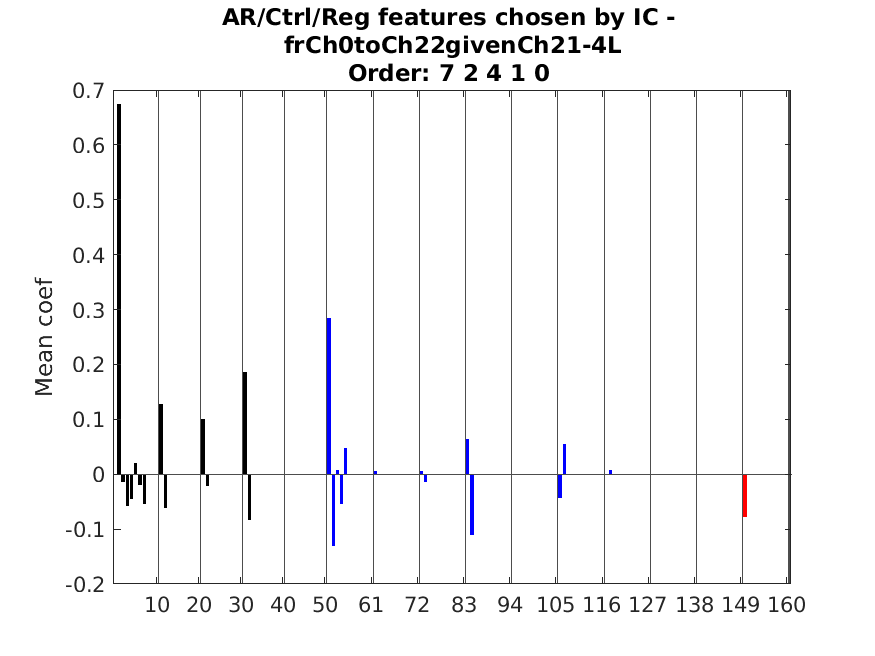 AR/Ctrl/Reg features chosen by IC -
frCh0toCh22givenCh21-4L
Order: 7 2 4 1 0
Mean coef
0.7
0.6
0.5
0.4
0.3
0.2
0.1
0
-0.1
-0.2
10 20 30 40 50 61 72 83 94 105 116 127 138 149 160